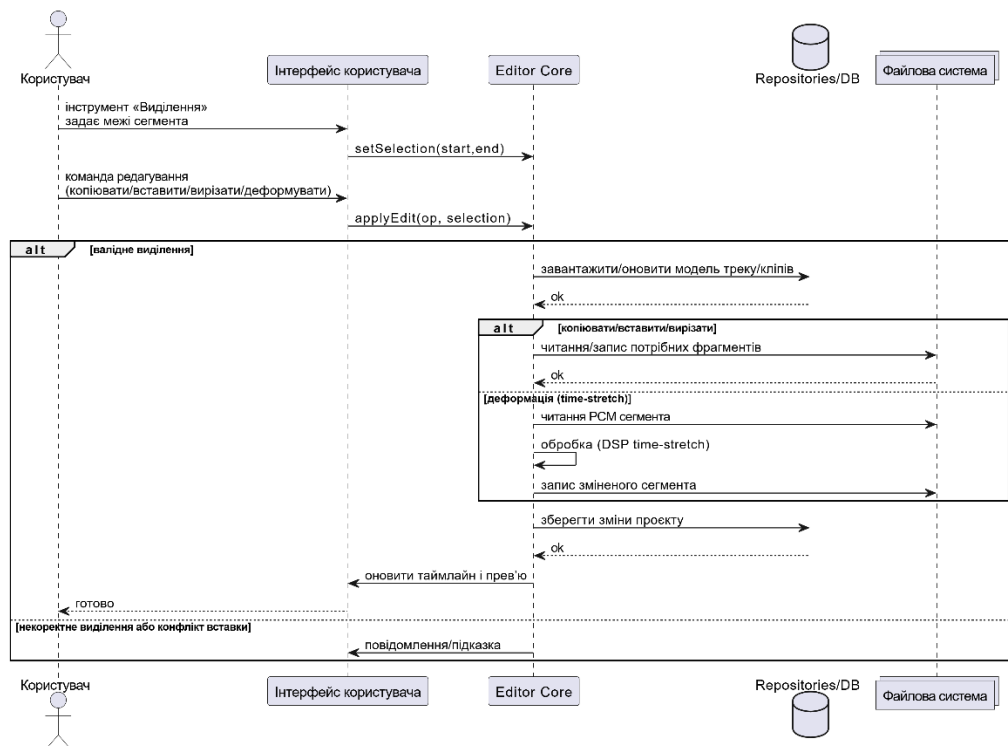 Користувач
Інтерфейс користувача
Editor Core
Repositories/DB
Файлова система
інструмент «Виділення»
задає межі сегмента
setSelection(start,end)
команда редагування
(копіювати/вставити/вирізати/деформувати)
applyEdit(op, selection)
alt
[валідне виділення]
завантажити/оновити модель треку/кліпів
ok
alt
[копіювати/вставити/вирізати]
читання/запис потрібних фрагментів
ok
[деформація (time-stretch)]
читання PCM сегмента
обробка (DSP time-stretch)
запис зміненого сегмента
зберегти зміни проєкту
ok
оновити таймлайн і прев'ю
готово
[некоректне виділення або конфлікт вставки]
повідомлення/підказка
Користувач
Інтерфейс користувача
Editor Core
Repositories/DB
Файлова система